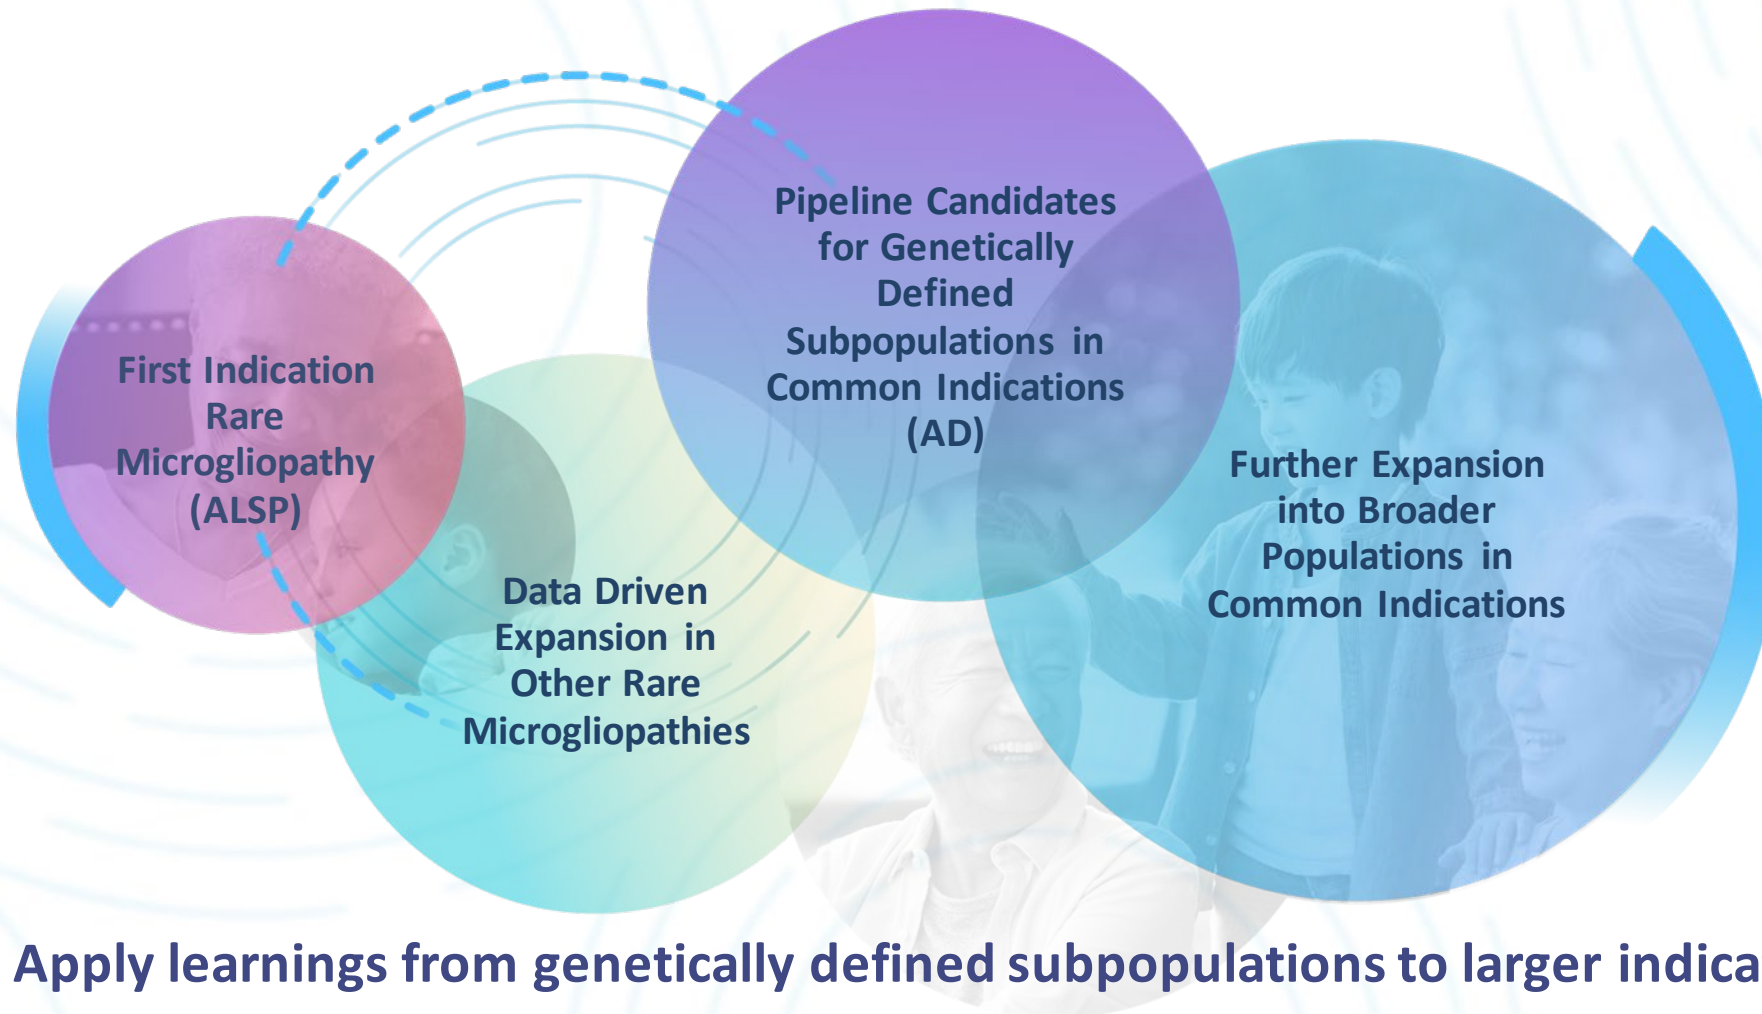 First Indication
Rare
Microgliopathy
(ALSP)
Data Driven
Expansion in
Other Rare
Microgliopathies
Pipeline Candidates
for Genetically
Defined
Subpopulations in
Common Indications
(AD)
Further Expansion
into Broader
Populations in
Common Indications
Apply learnings from genetically defined subpopulations to larger indica